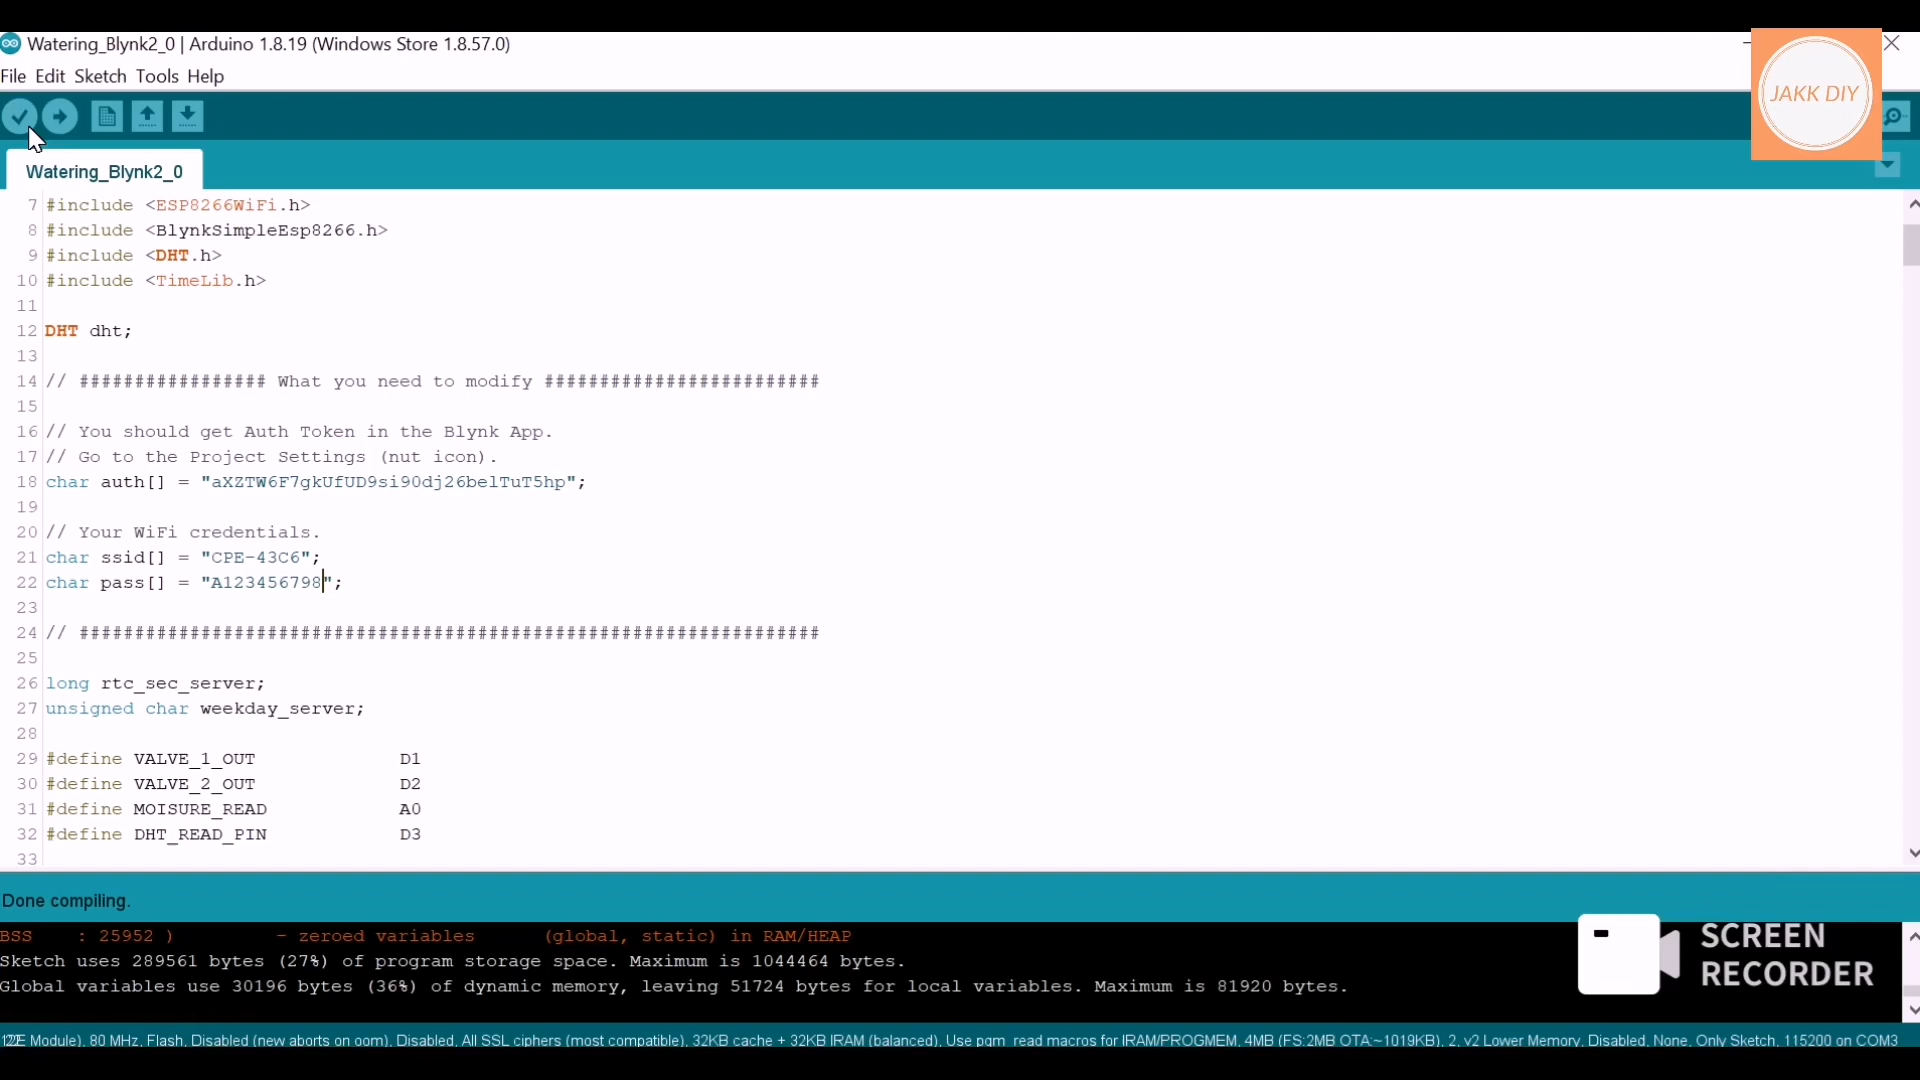 Watering_Blynk2_0 | Arduino 1.8.19 (Windows Store 1.8.57.0)
File Edit Sketch Tools Help
JAKK DIY
Watering_Blynk2_0
7 #include <ESP8266WiFi.h>
8 #include <BlynkSimpleEsp8266.h>
9 #include <DHT.h>
10 #include <TimeLib.h>
11
12 DHT dht;
13
14 // ################# What you need to modify #########################
15
16 // You should get Auth Token in the Blynk App.
17 // Go to the Project Settings (nut icon).
18 char auth[] = "aXZTW6F7gkUfUD9si90dj26belTuT5hp";
19
20 // Your WiFi credentials.
21 char ssid[] = "CPE-43C6";
22 char pass[] = "A123456798";
23
24 // ###################################################################
25
26 long rtc_sec_server;
27 unsigned char weekday_server;
28
29 #define VALVE_1_OUT D1
30 #define VALVE_2_OUT D2
31 #define MOISURE_READ A0
32 #define DHT_READ_PIN D3
33
Done compiling.
BSS : 25952 ) - zeroed variables (global, static) in RAM/HEAP
Sketch uses 289561 bytes (27%) of program storage space. Maximum is 1044464 bytes.
Global variables use 30196 bytes (36%) of dynamic memory, leaving 51724 bytes for local variables. Maximum is 81920 bytes.
SCREEN
RECORDER
Module), 80 MHz, Flash, Disabled (new aborts on oom), Disabled, All SSL ciphers (most compatible), 32KB cache + 32KB IRAM (balanced), Use pgm_read macros for IRAM/PROGMEM, 4MB (FS:2MB OTA:~1019KB), 2, v2 Lower Memory, Disabled, None, Only Sketch, 115200 on COM3